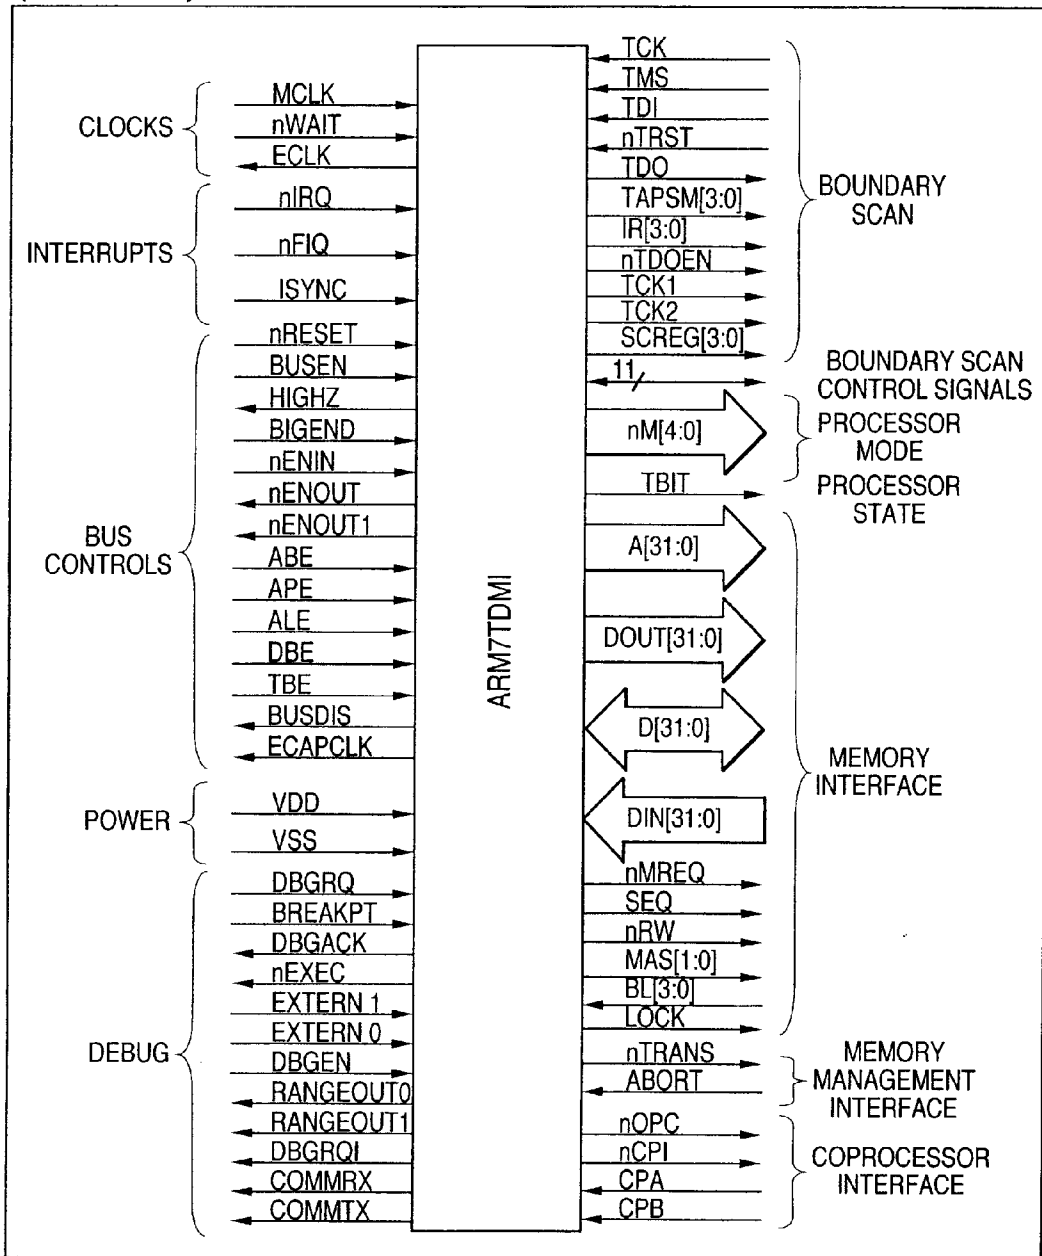 CLOCKS
MCLK
nWAIT
ECLK
INTERRUPTS
nIRQ
nFIQ
ISYNC
BUS
CONTROLS
nRESET
BUSEN
HIGHZ
BIGEND
nENIN
nENOUT
nENOUT1
ABE
APE
ALE
DBE
TBE
BUSDIS
ECAPCLK
POWER
VDD
VSS
DEBUG
DBGRQ
BREAKPT
DBGACK
nEXEC
EXTERN 1
EXTERN 0
DBGEN
RANGEOUT0
RANGEOUT1
DBGRQI
COMMRX
COMMTX
ARM7TDMI
TCK
TMS
TDI
nTRST
TDO
TAPSM[3:0]
IR[3:0]
nTDOEN
TCK1
TCK2
SCREG[3:0]
BOUNDARY
SCAN
11
BOUNDARY SCAN
CONTROL SIGNALS
nM[4:0]
PROCESSOR
MODE
TBIT
PROCESSOR
STATE
A[31:0]
DOUT[31:0]
D[31:0]
DIN[31:0]
nMREQ
SEQ
nRW
MAS[1:0]
BL[3:0]
LOCK
MEMORY
INTERFACE
nTRANS
ABORT
MEMORY
MANAGEMENT
INTERFACE
nOPC
nCPI
CPA
CPB
COPROCESSOR
INTERFACE